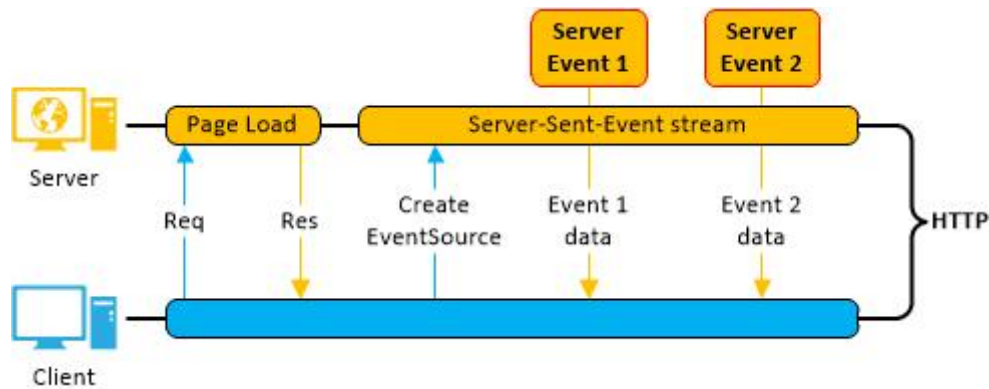 Server
Event 1
Server
Event 2
Page Load
Server-Sent-Event stream
Server
Req
Res
Create
EventSource
Event 1
data
Event 2
data
HTTP
Client